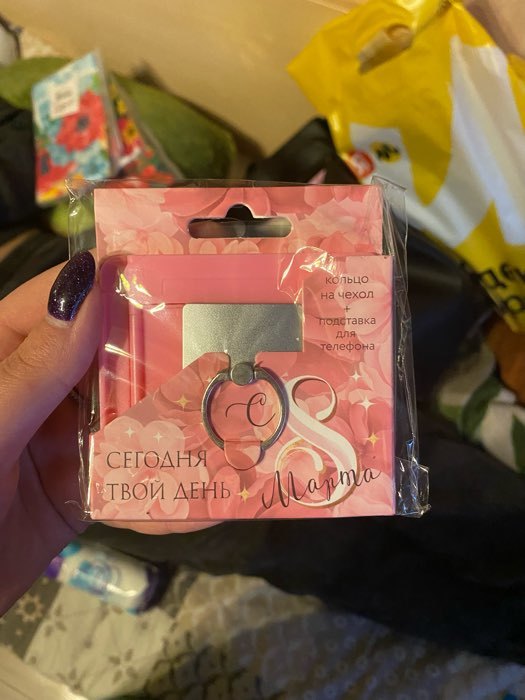 кольцо
на чехол
+
подставка
для
телефона
С 8 Марта
СЕГОДНЯ
ТВОЙ ДЕНЬ